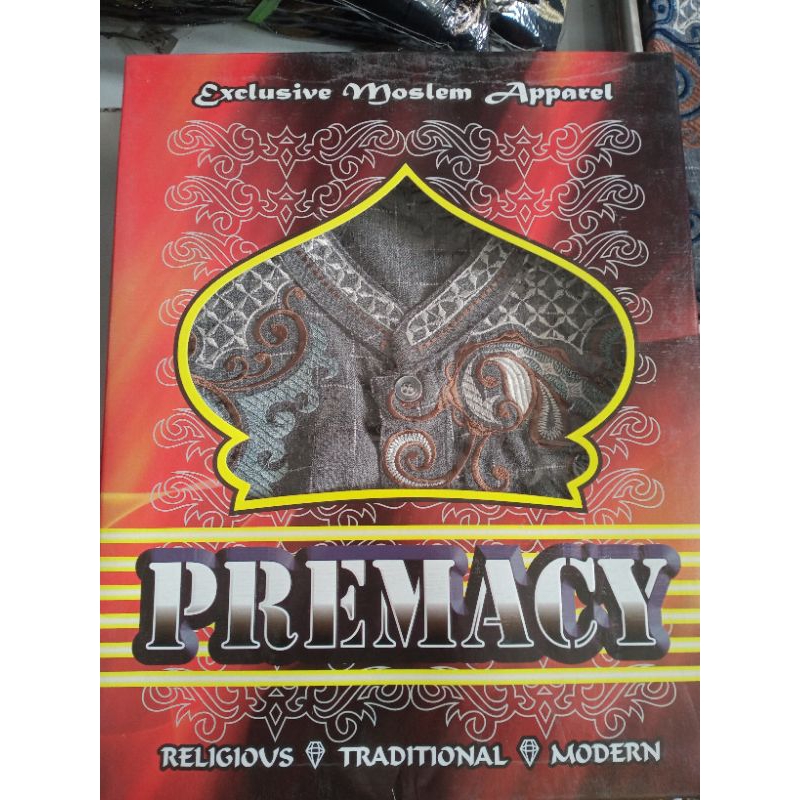 Exclusive Moslem Apparel
PREMACY
RELIGIOUS TRADITIONAL MODERN